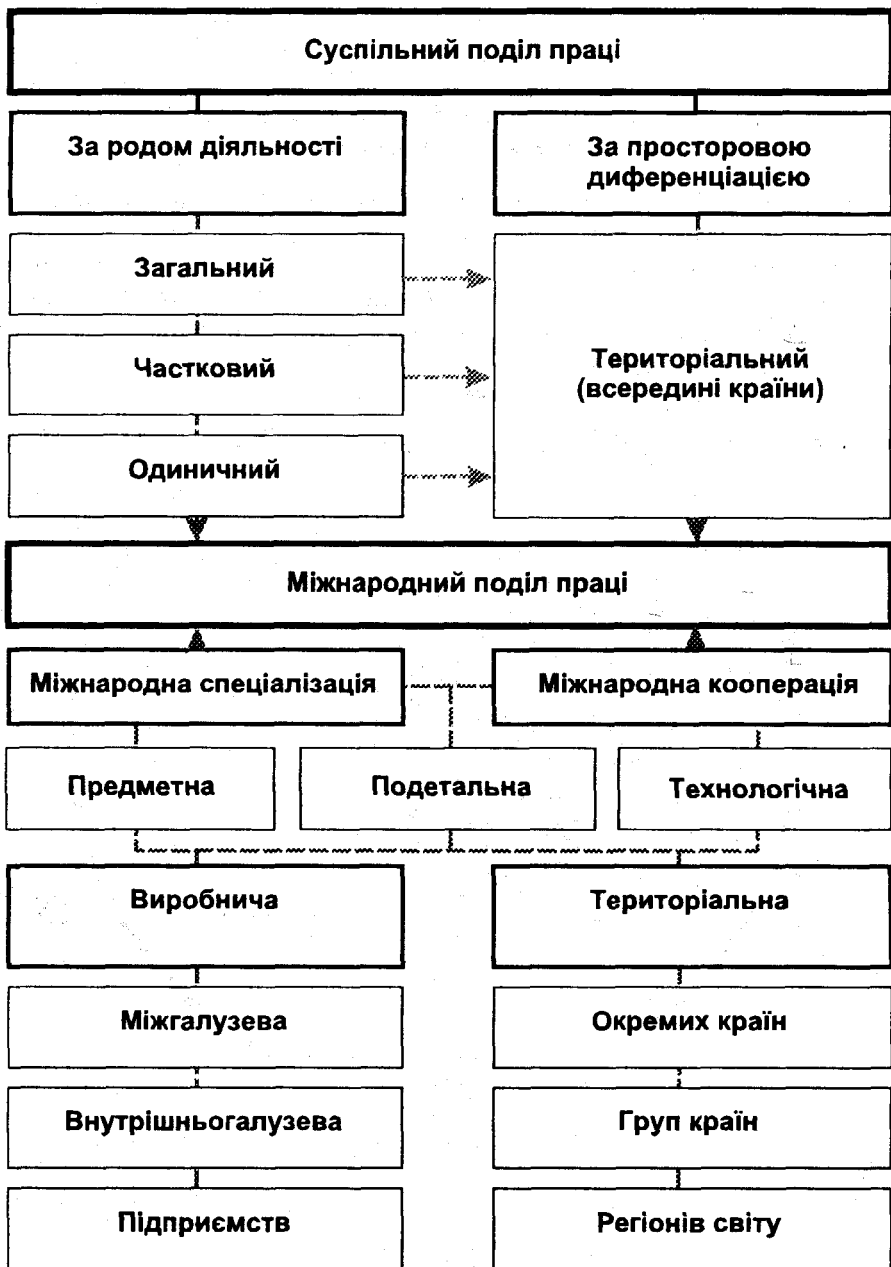 Суспільний поділ праці
За родом діяльності
За просторовою
диференціацією
Загальний
Частковий
Одиничний
Територіальний
(всередині країни)
Міжнародний поділ праці
Міжнародна спеціалізація
Міжнародна кооперація
Предметна
Подетальна
Технологічна
Виробнича
Територіальна
Міжгалузева
Окремих країн
Внутрішньогалузева
Груп країн
Підприємств
Регіонів світу